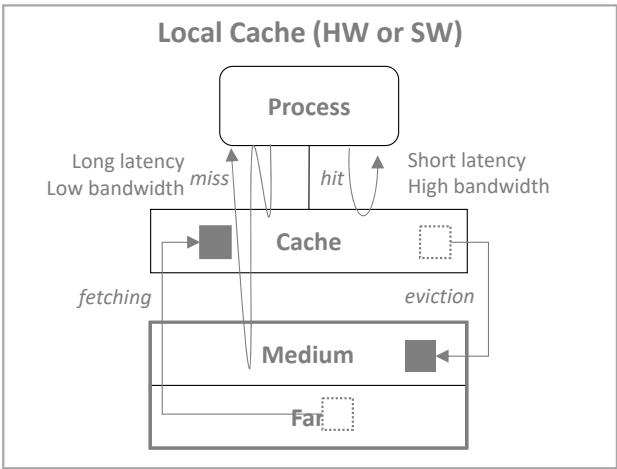 Local Cache (HW or SW)
Process
Long latency
Low bandwidth
miss
hit
Short latency
High bandwidth
Cache
fetching
eviction
Medium
Far